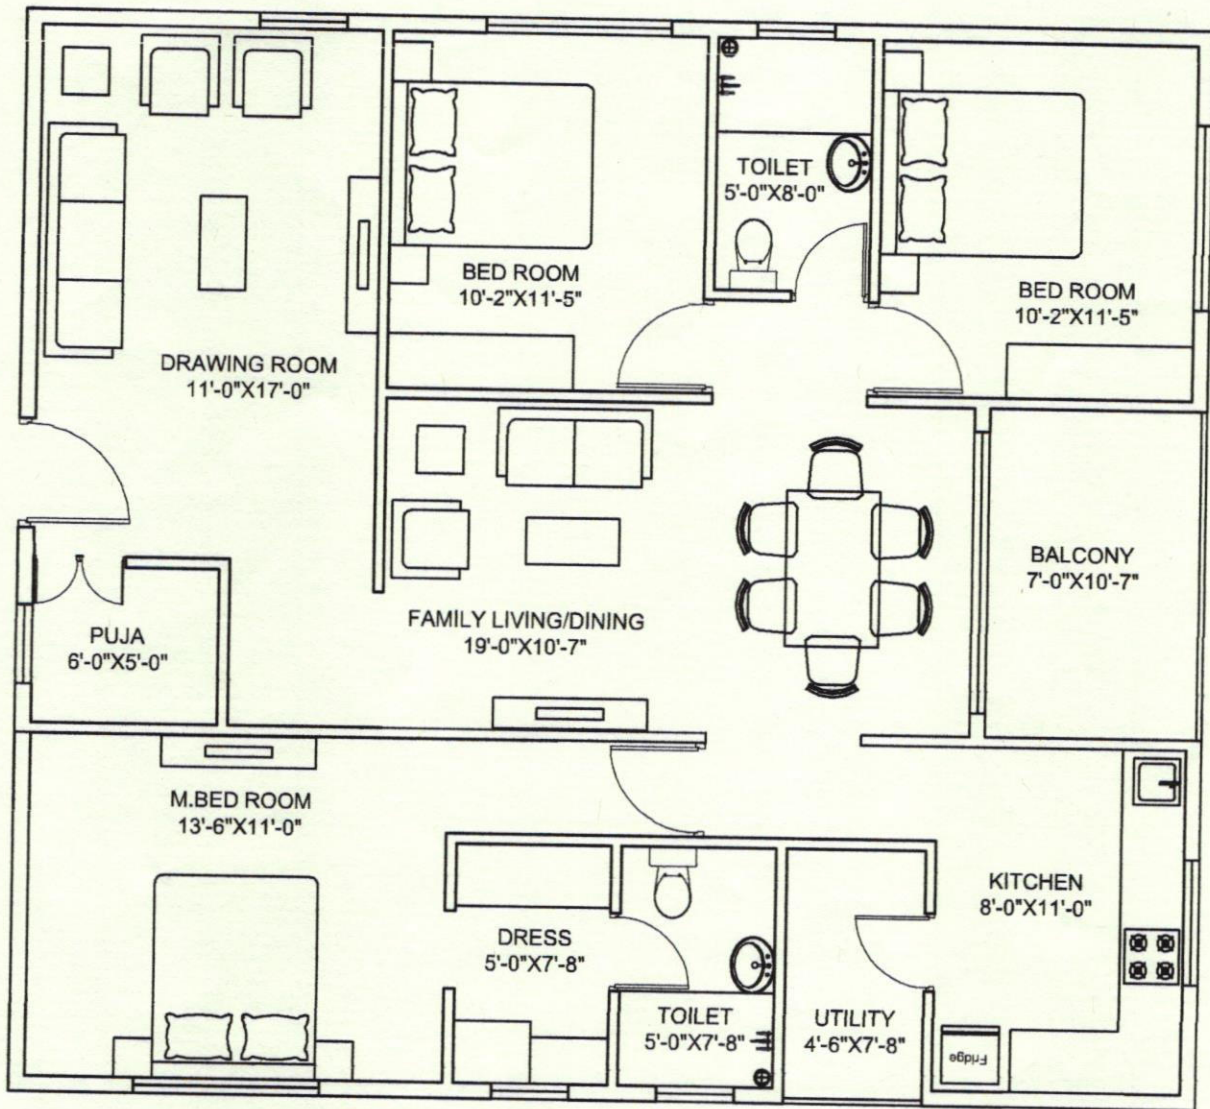 TOILET
5'-0"X8'-0"
BED ROOM
10'-2"X11'-5"
BED ROOM
10'-2"X11'-5"
DRAWING ROOM
11'-0"X17'-0"
BALCONY
7'-0"X10'-7"
FAMILY LIVING/DINING
19'-0"X10'-7"
PUJA
6'-0"X5'-0"
M.BED ROOM
13'-6"X11'-0"
KITCHEN
8'-0"X11'-0"
DRESS
5'-0"X7'-8"
TOILET
5'-0"X7'-8"
UTILITY
4'-6"X7'-8"
Fridge